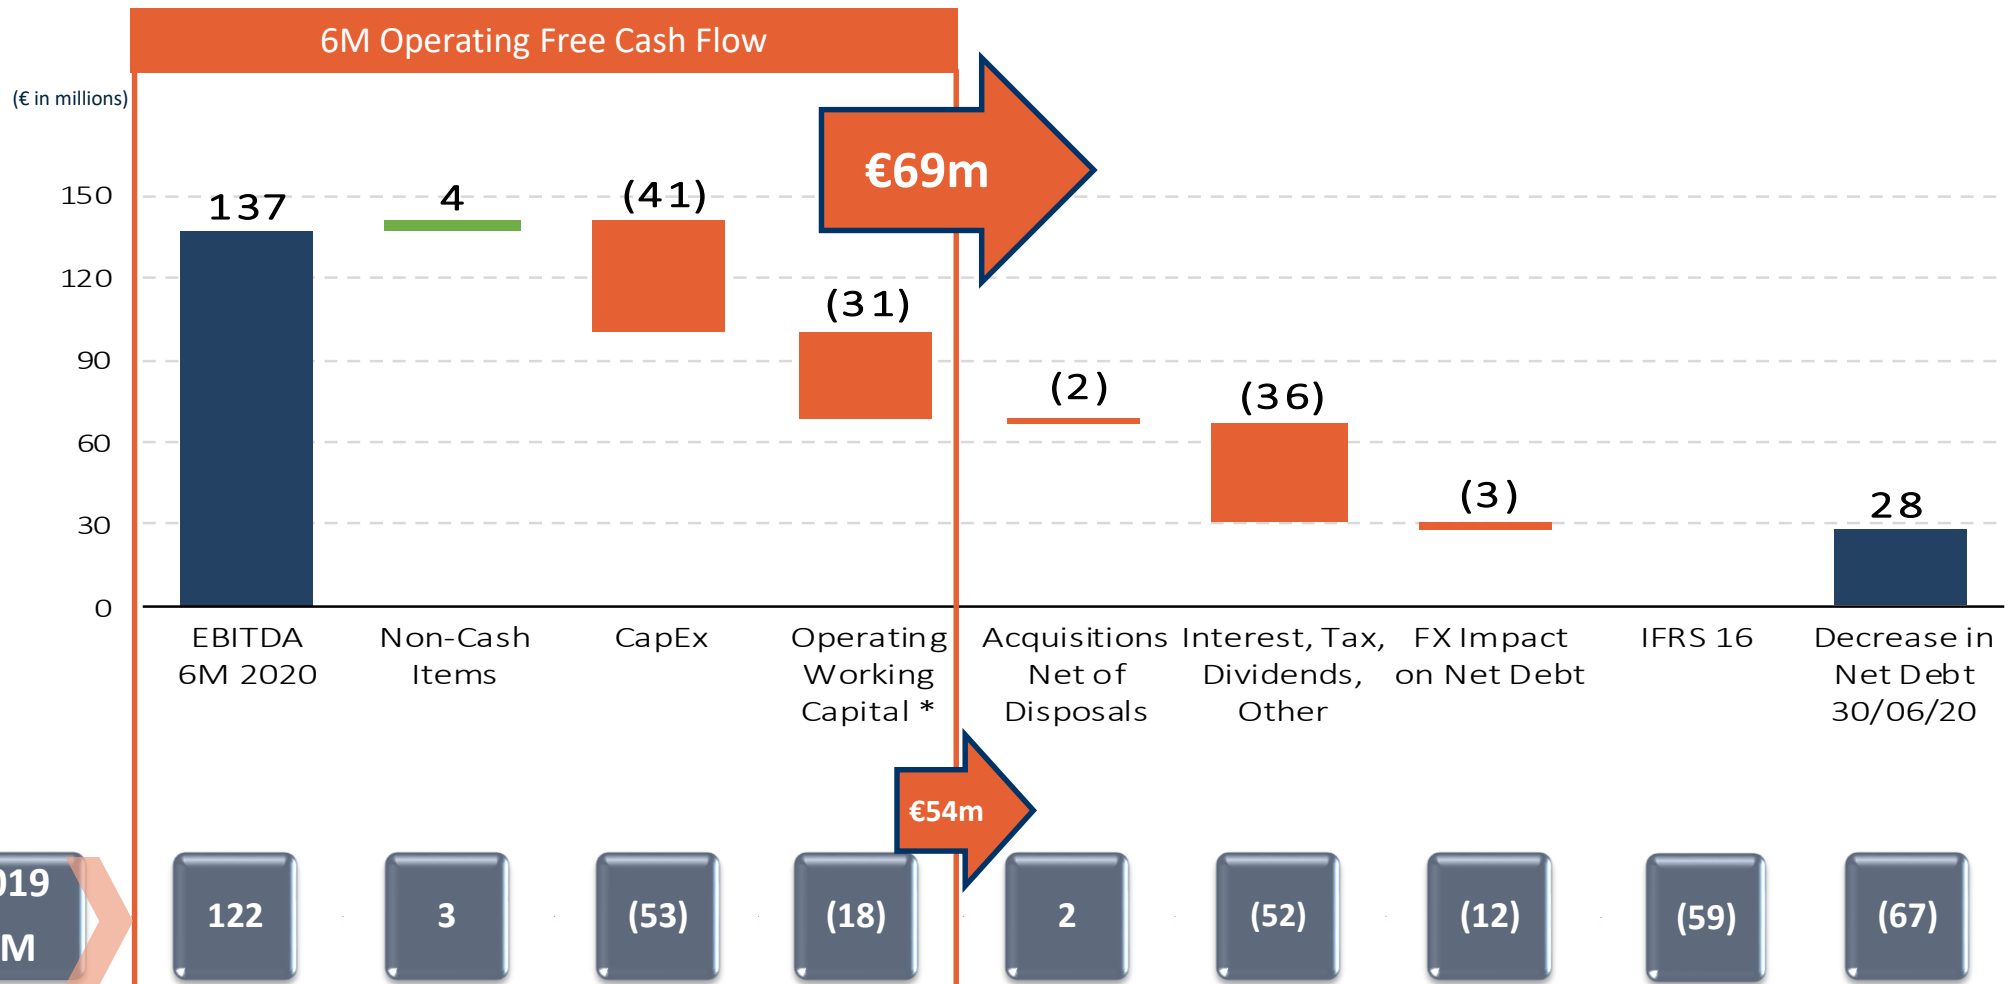 6M Operating Free Cash Flow
(€ in millions)
€69m
150
120
90
60
30
0
137
4
(41)
(31)
(2)
(36)
(3)
28
EBITDA
6M 2020
Non-Cash
Items
CapEx
Operating
Working
Capital *
Acquisitions
Net of
Disposals
Interest, Tax,
Dividends,
Other
FX Impact
on Net Debt
IFRS 16
Decrease in
Net Debt
30/06/20
€54m
019
M
122
3
(53)
(18)
2
(52)
(12)
(59)
(67)